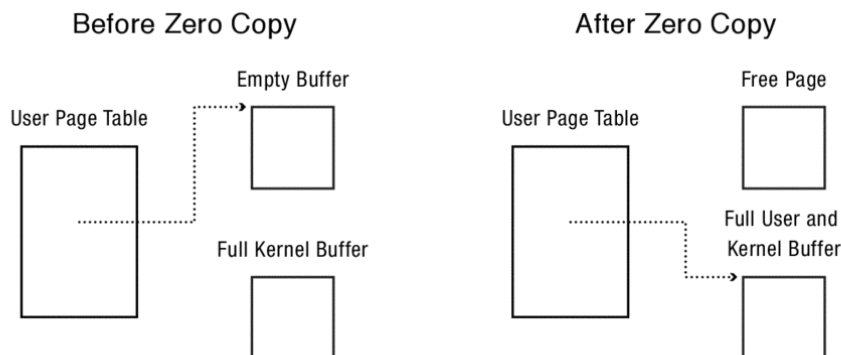 Before Zero Copy
Empty Buffer
User Page Table
Full Kernel Buffer
After Zero Copy
Free Page
User Page Table
Full User and
Kernel Buffer